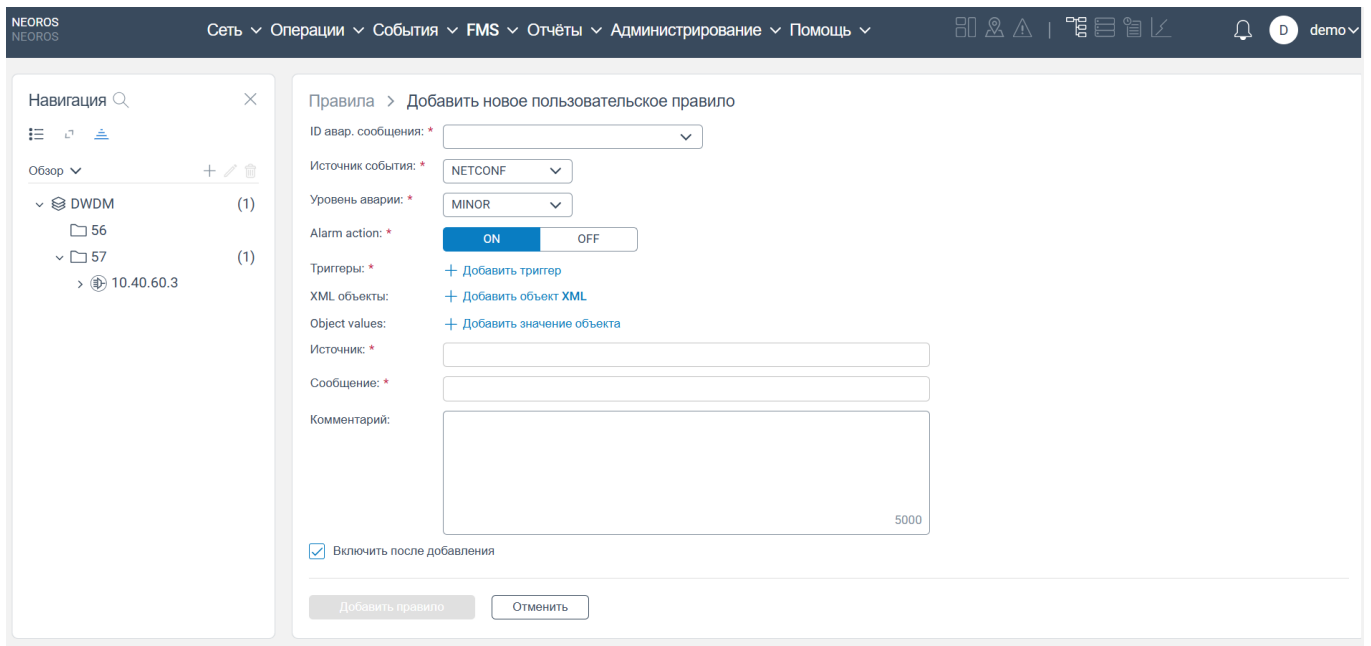 NEOROS
NEOROS
Сеть Операции События FMS Отчёты Администрирование Помощь
D demo
Навигация
Обзор
DWDM (1)
56
57 (1)
10.40.60.3
Правила > Добавить новое пользовательское правило
ID авар. сообщения: *
Источник события: * NETCONF
Уровень аварии: * MINOR
Alarm action: * ON OFF
Триггеры: * + Добавить триггер
XML объекты: + Добавить объект XML
Object values: + Добавить значение объекта
Источник: *
Сообщение: *
Комментарий:
5000
Включить после добавления
Добавить правило Отменить